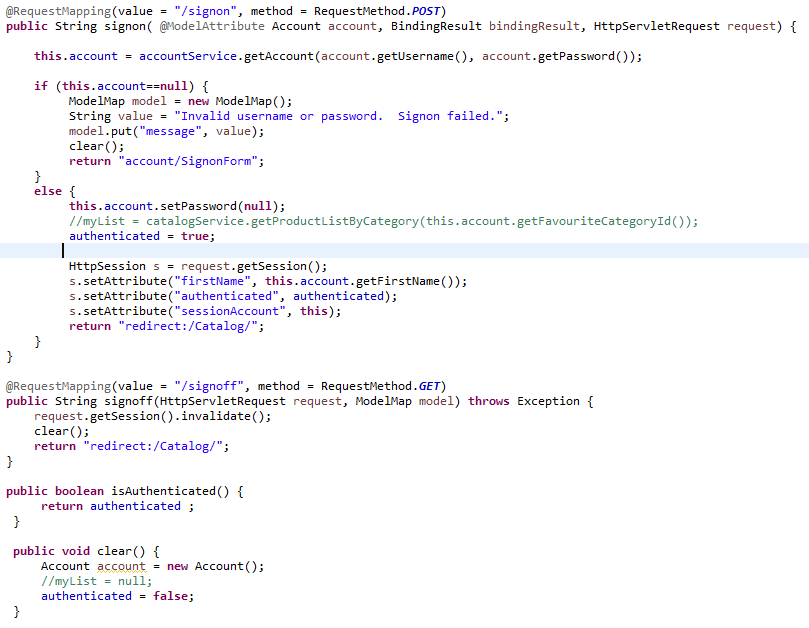 @RequestMapping(value = "/signon", method = RequestMethod.POST)
public String signon( @ModelAttribute Account account, BindingResult bindingResult, HttpServletRequest request) {
this.account = accountService.getAccount(account.getUsername(), account.getPassword());
if (this.account==null) {
ModelMap model = new ModelMap();
String value = "Invalid username or password.  Signon failed.";
model.put("message", value);
clear();
return "account/SignonForm";
}
else {
this.account.setPassword(null);
//myList = catalogService.getProductListByCategory(this.account.getFavouriteCategoryId());
authenticated = true;
HttpSession s = request.getSession();
s.setAttribute("firstName", this.account.getFirstName());
s.setAttribute("authenticated", authenticated);
s.setAttribute("sessionAccount", this);
return "redirect:/Catalog/";
}
}
@RequestMapping(value = "/signoff", method = RequestMethod.GET)
public String signoff(HttpServletRequest request, ModelMap model) throws Exception {
request.getSession().invalidate();
clear();
return "redirect:/Catalog/";
}
public boolean isAuthenticated() {
return authenticated ;
}
public void clear() {
Account account = new Account();
//myList = null;
authenticated = false;
}